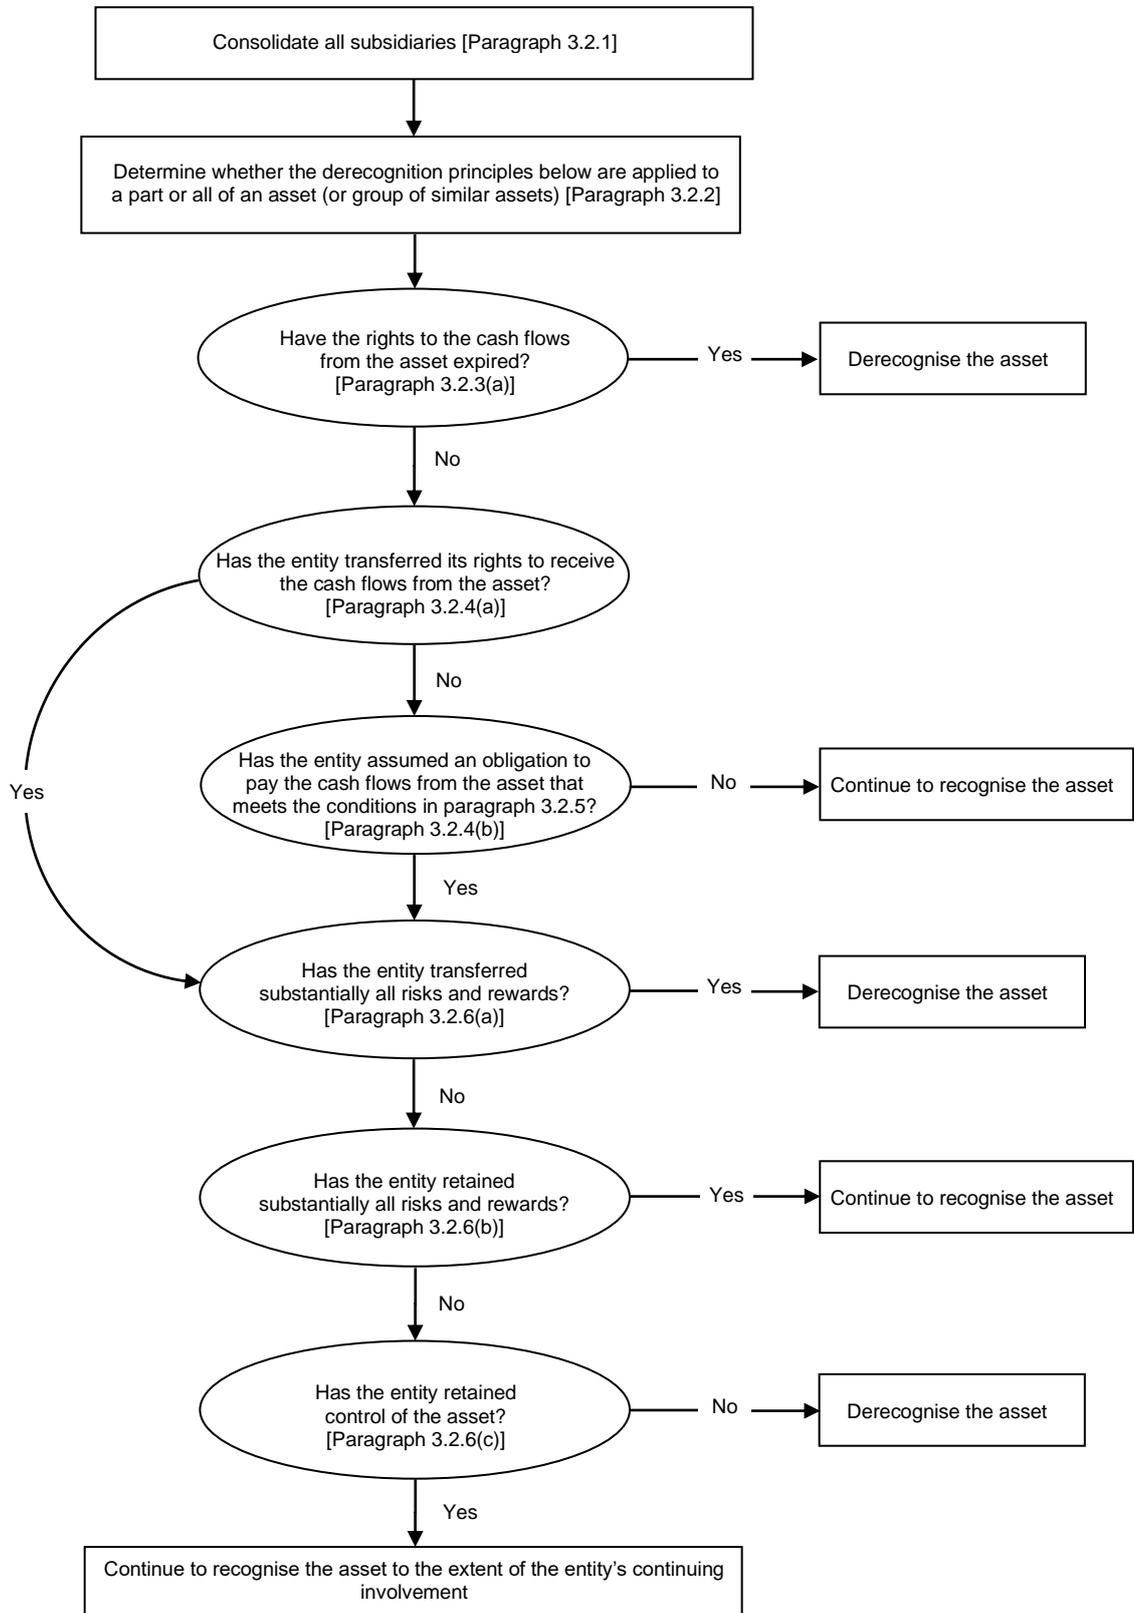 Consolidate all subsidiaries [Paragraph 3.2.1]
Determine whether the derecognition principles below are applied to
a part or all of an asset (or group of similar assets) [Paragraph 3.2.2]
Have the rights to the cash flows
from the asset expired?
[Paragraph 3.2.3(a)]
Yes
Derecognise the asset
No
Has the entity transferred its rights to receive
the cash flows from the asset?
[Paragraph 3.2.4(a)]
No
Yes
Has the entity assumed an obligation to
pay the cash flows from the asset that
meets the conditions in paragraph 3.2.5?
[Paragraph 3.2.4(b)]
No
Continue to recognise the asset
Yes
Has the entity transferred
substantially all risks and rewards?
[Paragraph 3.2.6(a)]
Yes
Derecognise the asset
No
Has the entity retained
substantially all risks and rewards?
[Paragraph 3.2.6(b)]
Yes
Continue to recognise the asset
No
Has the entity retained
control of the asset?
[Paragraph 3.2.6(c)]
No
Derecognise the asset
Yes
Continue to recognise the asset to the extent of the entity’s continuing
involvement